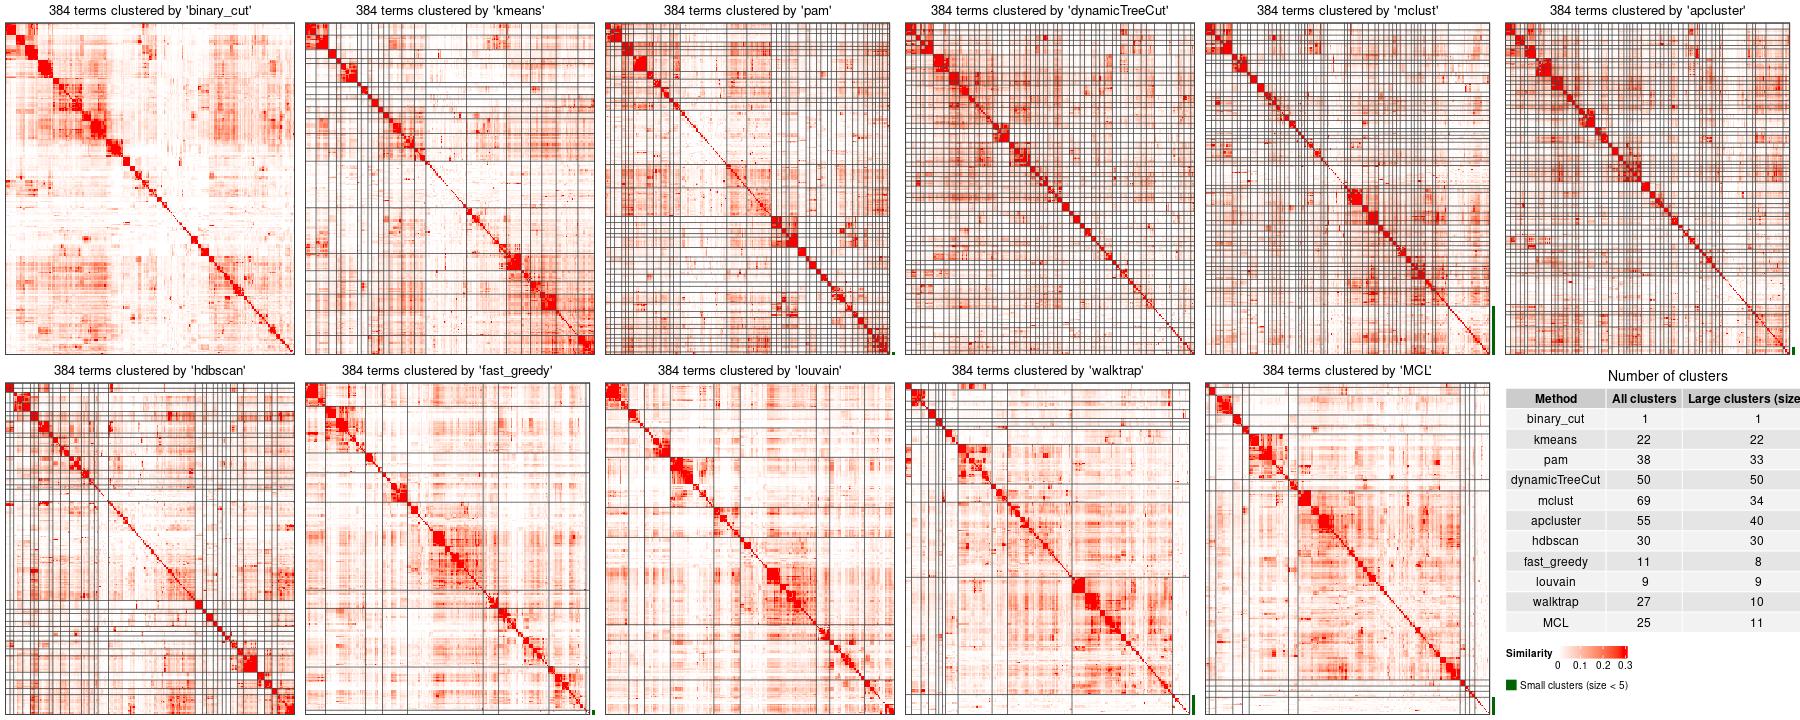 384 terms clustered by 'binary_cut'
384 terms clustered by 'kmeans'
384 terms clustered by 'pam'
384 terms clustered by 'dynamicTreeCut'
384 terms clustered by 'mclust'
384 terms clustered by 'apcluster'
384 terms clustered by 'hdbscan'
384 terms clustered by 'fast_greedy'
384 terms clustered by 'louvain'
384 terms clustered by 'walktrap'
384 terms clustered by 'MCL'
Number of clusters
Method All clusters Large clusters (size
binary_cut 1 1
kmeans 22 22
pam 38 33
dynamicTreeCut 50 50
mclust 69 34
apcluster 55 40
hdbscan 30 30
fast_greedy 11 8
louvain 9 9
walktrap 27 10
MCL 25 11
Similarity
0 0.1 0.2 0.3
Small clusters (size < 5)